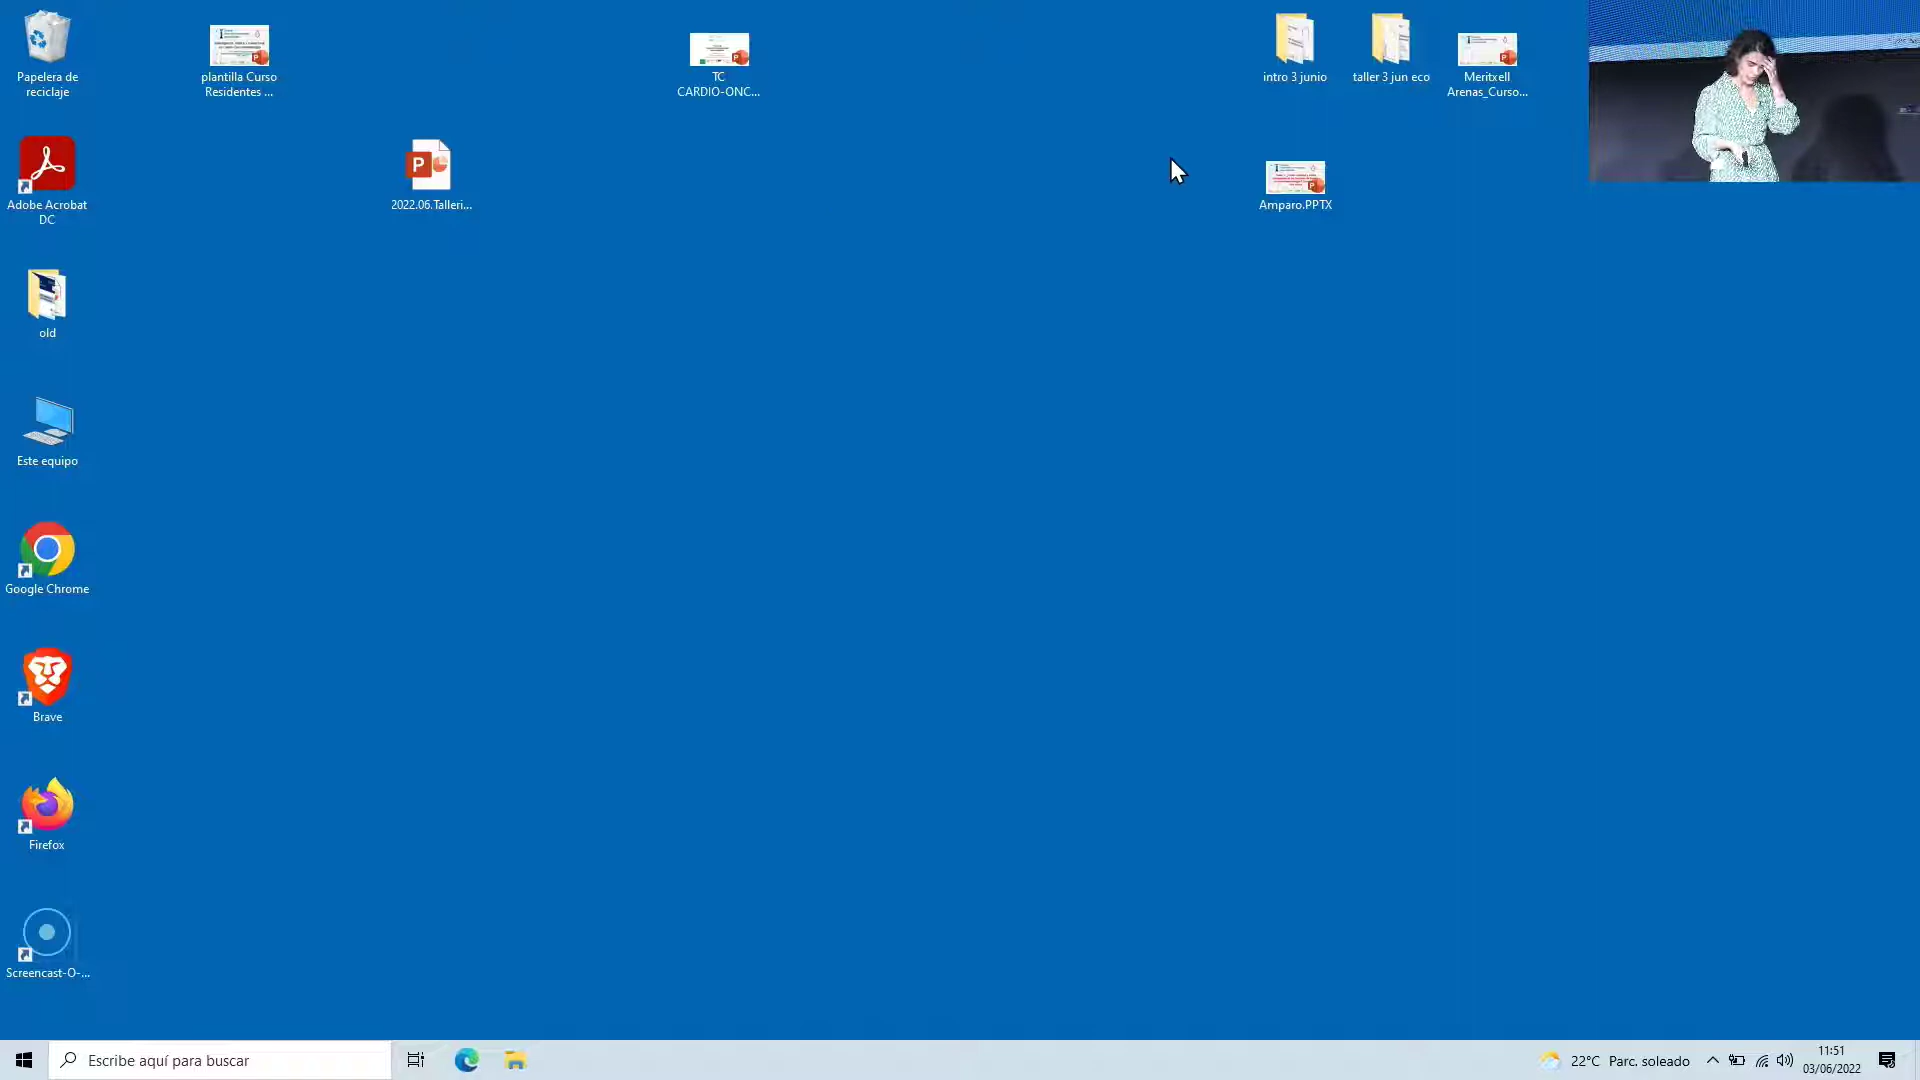 Papelera de
reciclaje
plantilla Curso
Residentes ...
TC
CARDIO-ONC...
intro 3 junio
taller 3 jun eco
Meritxell
Arenas_Curso...
Adobe Acrobat
DC
2022.06.Talleri...
Amparo.PPTX
old
Este equipo
Google Chrome
Brave
Firefox
Screencast-O-...
Escribe aquí para buscar
22°C Parc. soleado
11:51
03/06/2022